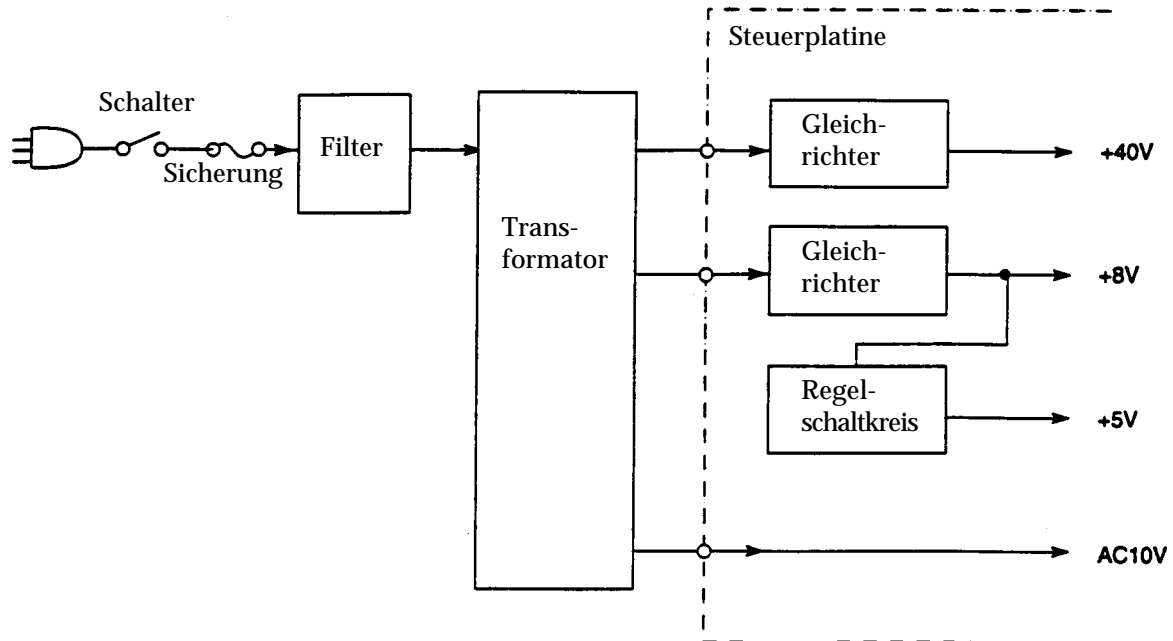 Steuerplatine
Schalter
Sicherung
Filter
Trans-
formator
Gleich-
richter
+40V
Gleich-
richter
+8V
Regel-
schaltkreis
+5V
AC10V